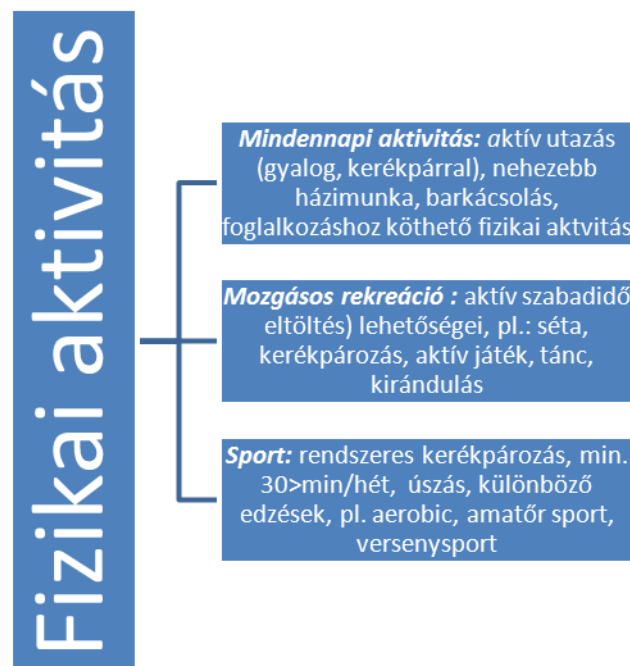 Fizikai aktivitás
Mindennapi aktivitás: aktív utazás
(gyalog, kerékpárral), nehezebb
házimunka, barkácsolás,
foglalkozáshoz köthető fizikai aktvitás
Mozgásos rekreáció : aktív szabadidő
eltöltés) lehetőségei, pl.: séta,
kerékpározás, aktív játék, tánc,
kirándulás
Sport: rendszeres kerékpározás, min.
30>min/hét, úszás, különböző
edzések, pl. aerobic, amatőr sport,
versenysport